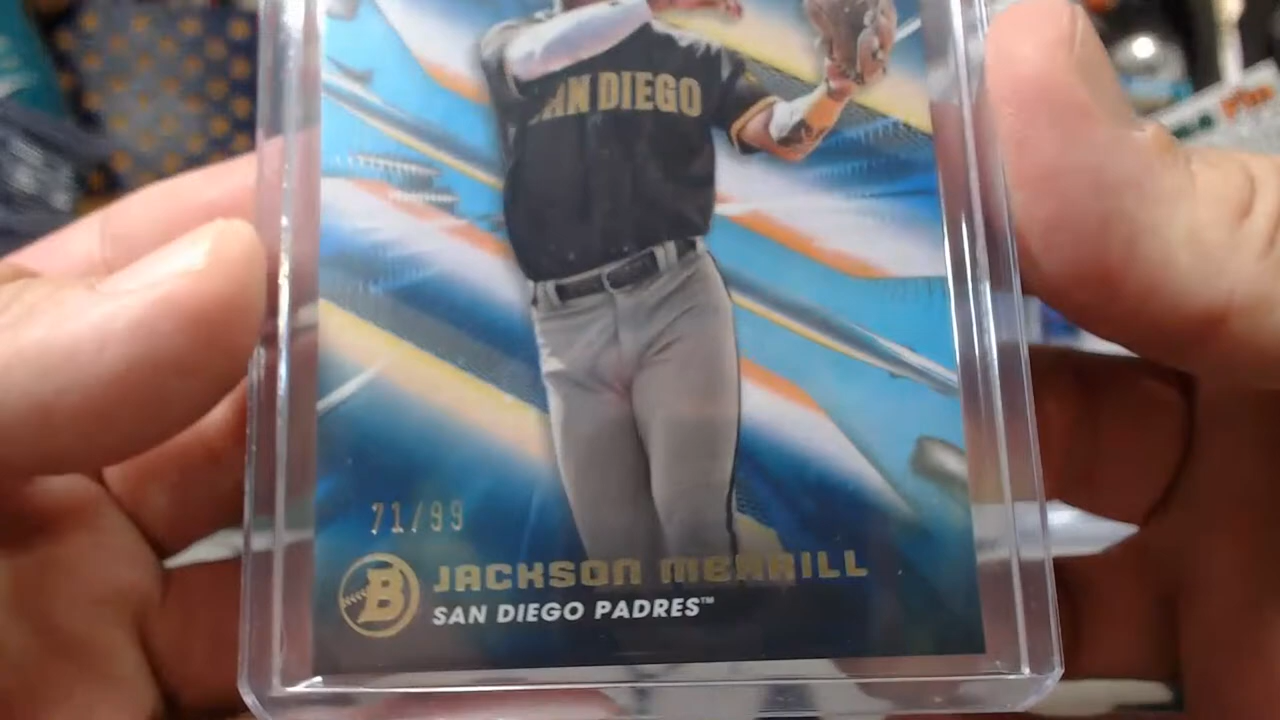 SAN DIEGO
71/99
B
JACKSON MERRILL
SAN DIEGO PADRES™